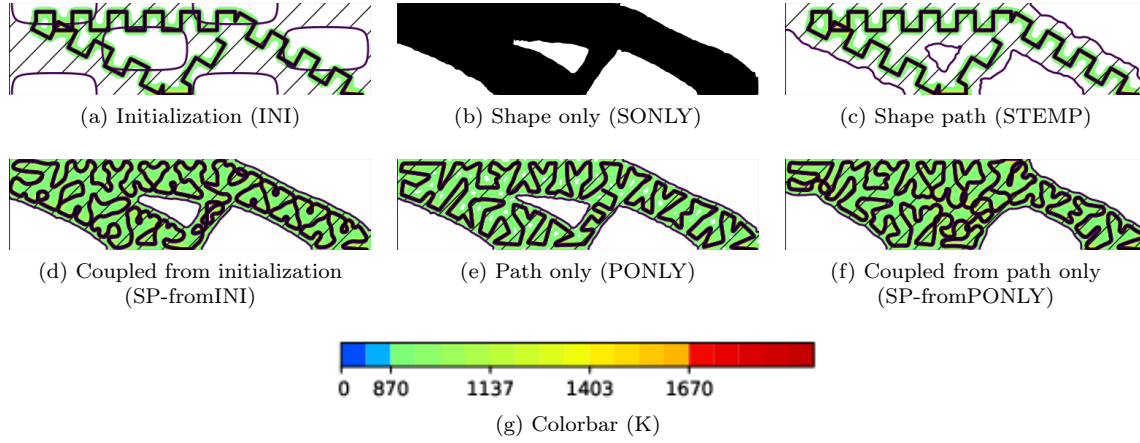 (a) Initialization (INI)
(b) Shape only (SONLY)
(c) Shape path (STEMP)
(d) Coupled from initialization
(SP-fromINI)
(e) Path only (PONLY)
(f) Coupled from path only
(SP-fromPONLY)
0 870 1137 1403 1670
(g) Colorbar (K)